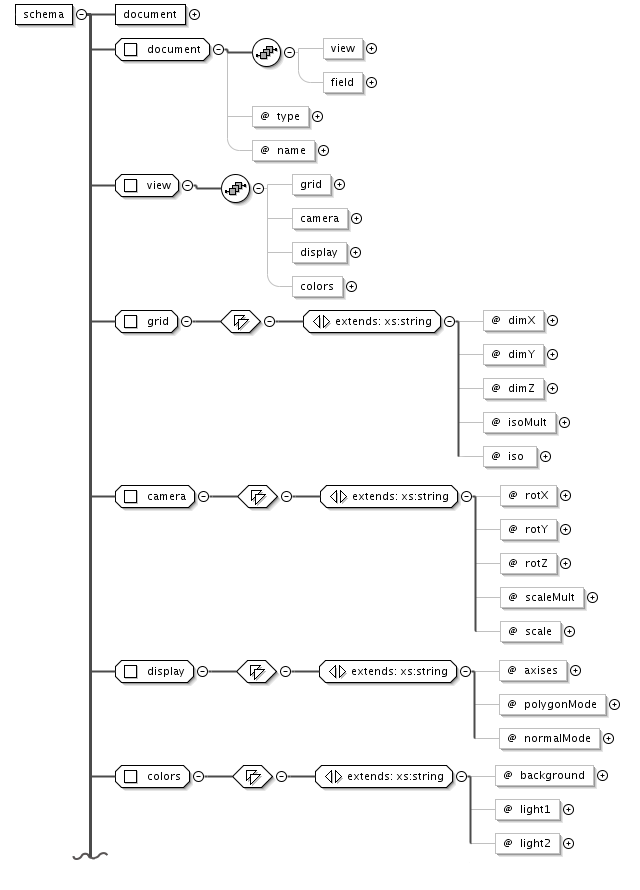 schema document
document view
field
@ type
@ name
view grid
camera
display
colors
grid extends: xs:string @ dimX
@ dimY
@ dimZ
@ isoMult
@ iso
camera extends: xs:string @ rotX
@ rotY
@ rotZ
@ scaleMult
@ scale
display extends: xs:string @ axises
@ polygonMode
@ normalMode
colors extends: xs:string @ background
@ light1
@ light2